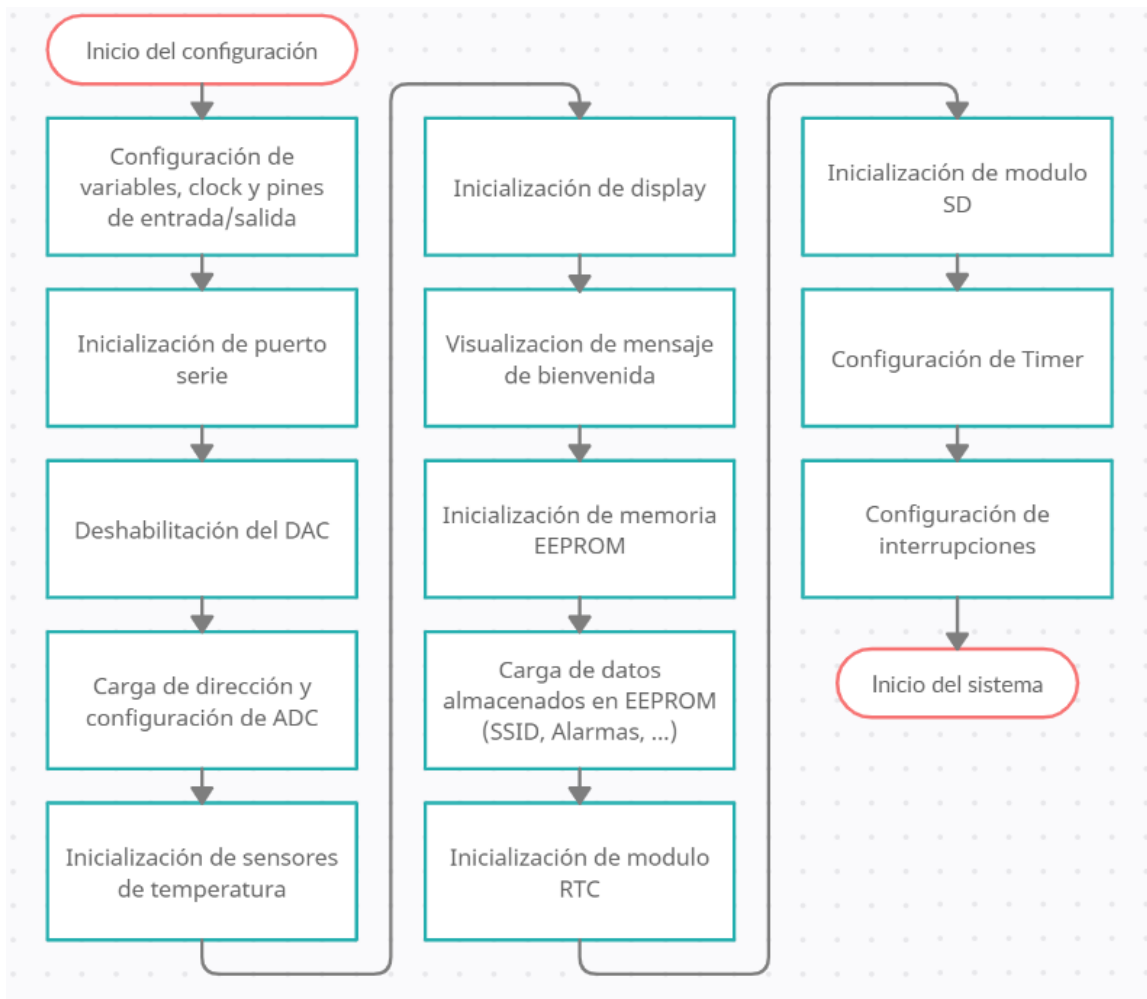 Inicio del configuración
Configuración de
variables, clock y pines
de entrada/salida
Inicialización de puerto
serie
Deshabilitación del DAC
Carga de dirección y
configuración de ADC
Inicialización de sensores
de temperatura
Inicialización de display
Visualizacion de mensaje
de bienvenida
Inicialización de memoria
EEPROM
Carga de datos
almacenados en EEPROM
(SSID, Alarmas, ...)
Inicialización de modulo
RTC
Inicialización de modulo
SD
Configuración de Timer
Configuración de
interrupciones
Inicio del sistema